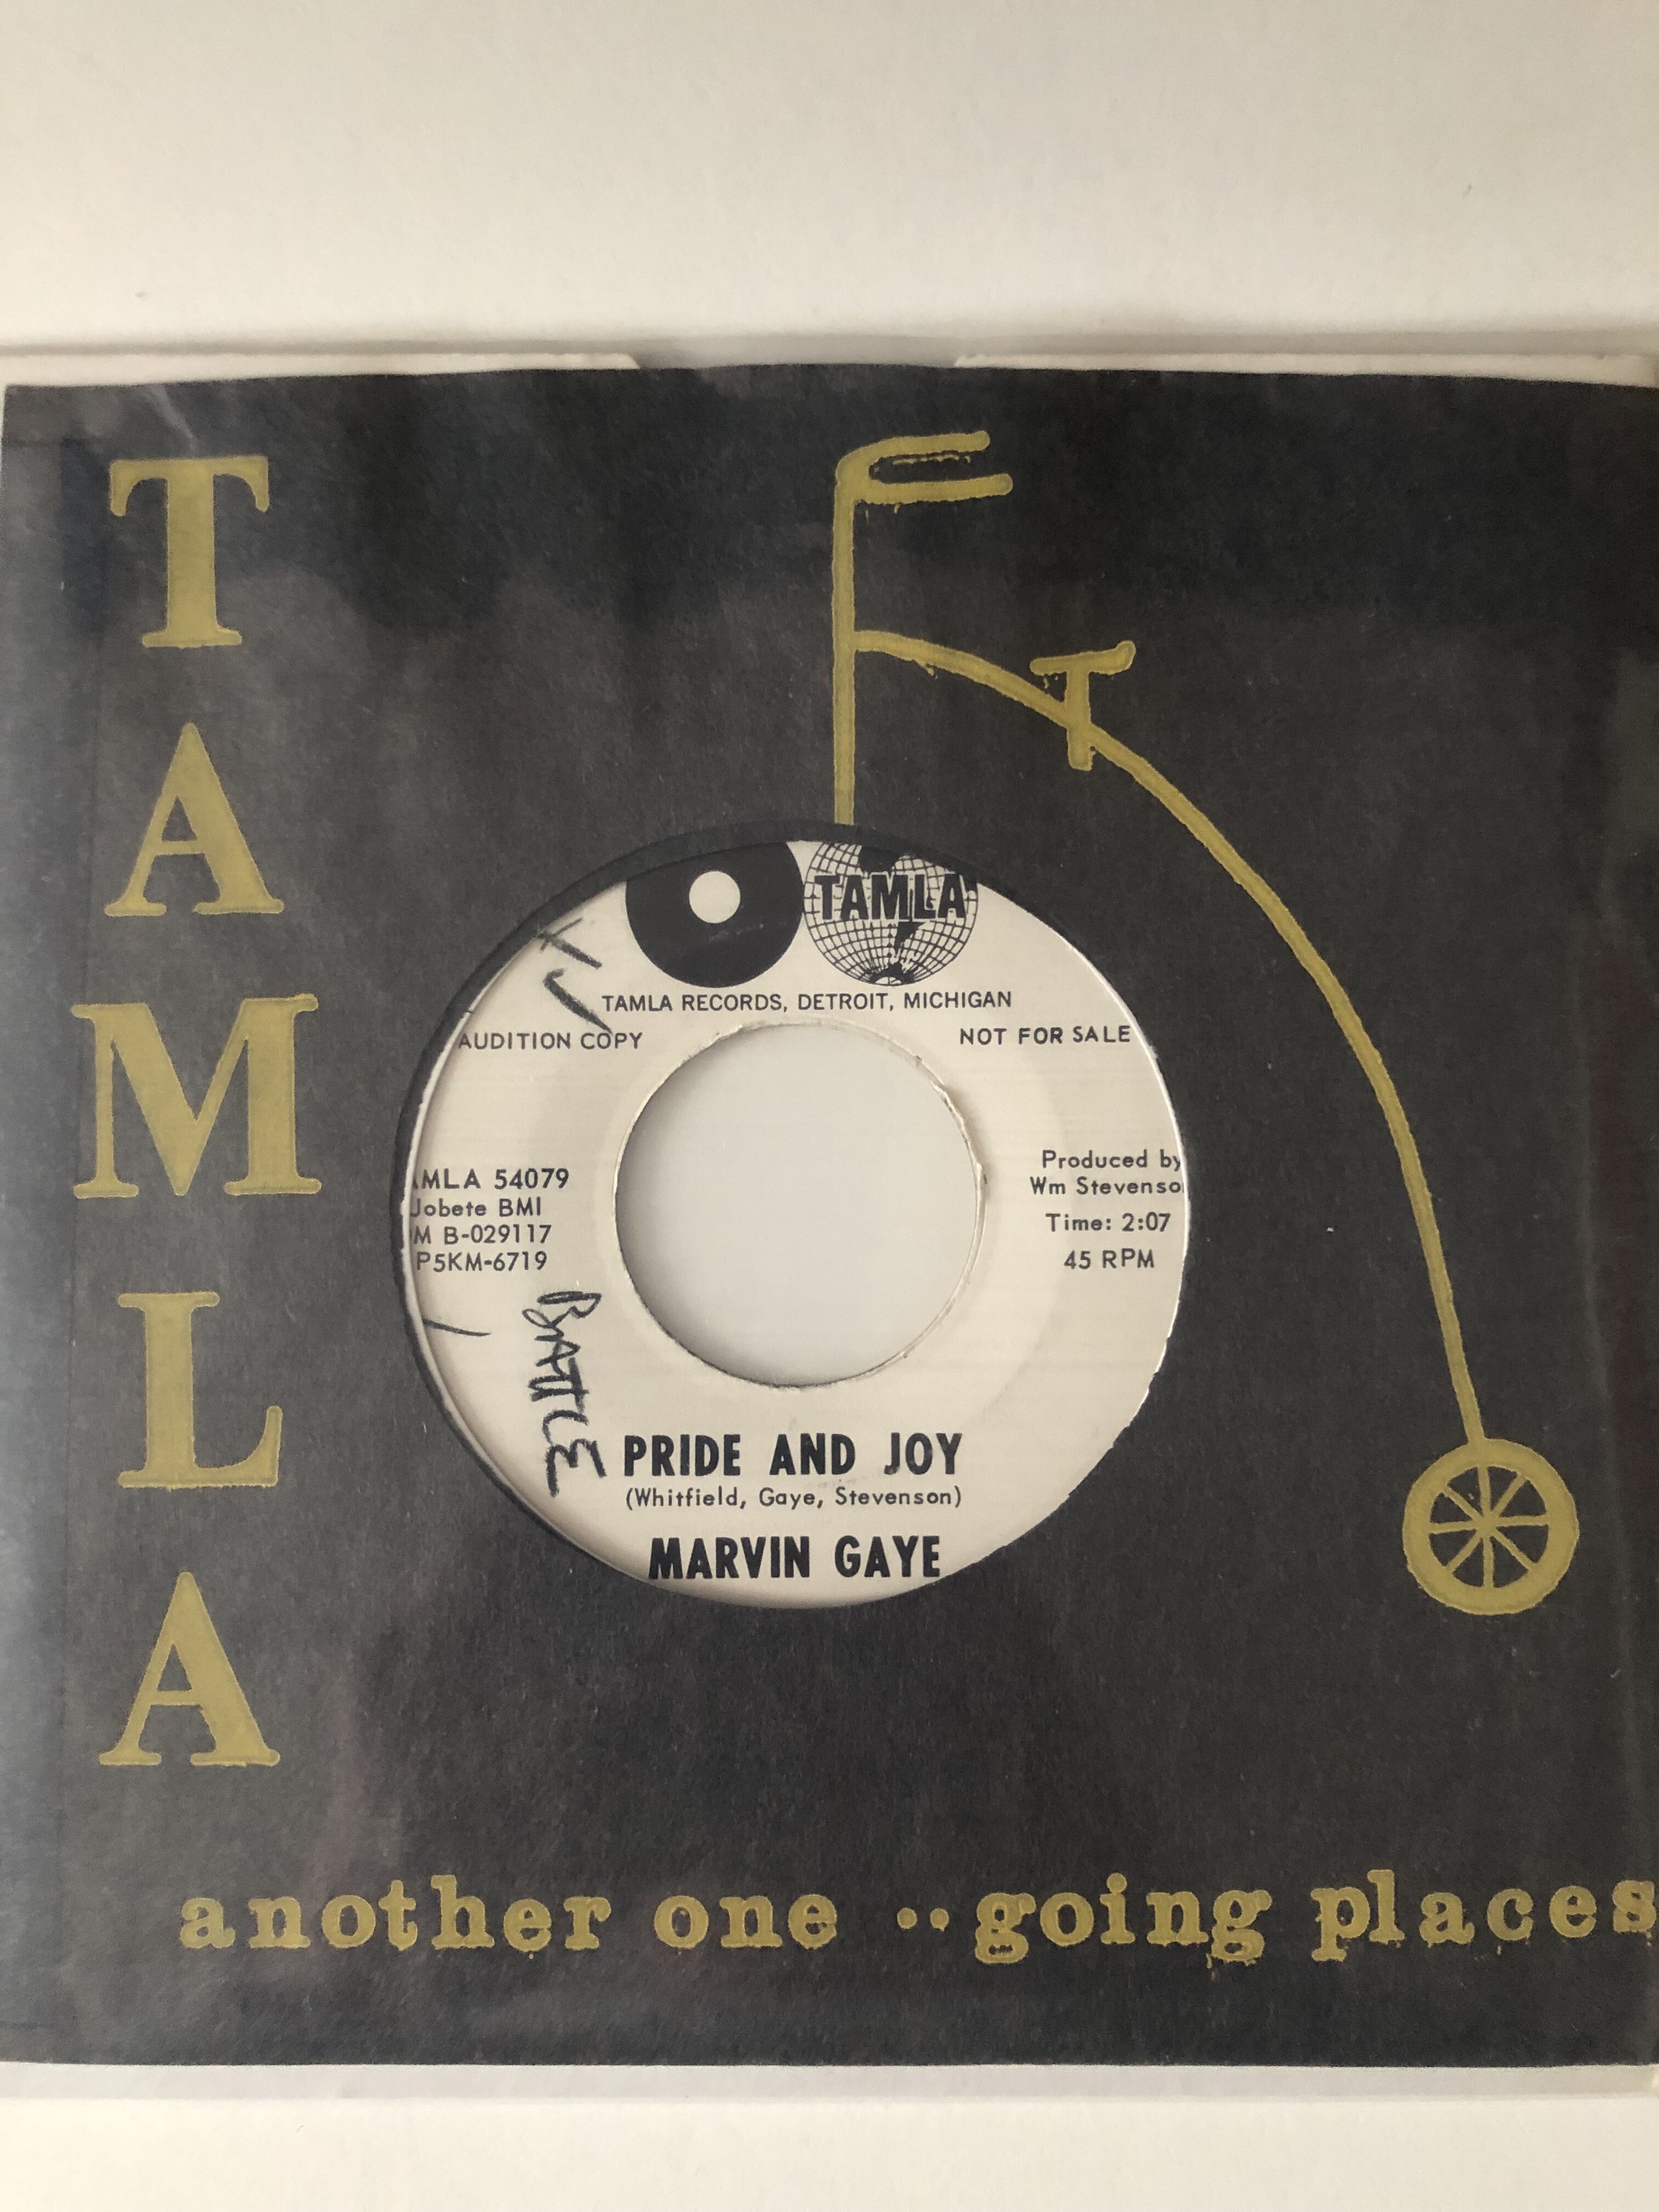 TAMLA
TAMLA
TAMLA RECORDS, DETROIT, MICHIGAN
AUDITION COPY
NOT FOR SALE
AMLA 54079
Jobete BMI
M B-029117
P5KM-6719
Produced by
Wm Stevenso
Time: 2:07
45 RPM
BATTLE
PRIDE AND JOY
(Whitfield, Gaye, Stevenson)
MARVIN GAYE
another one ..going places